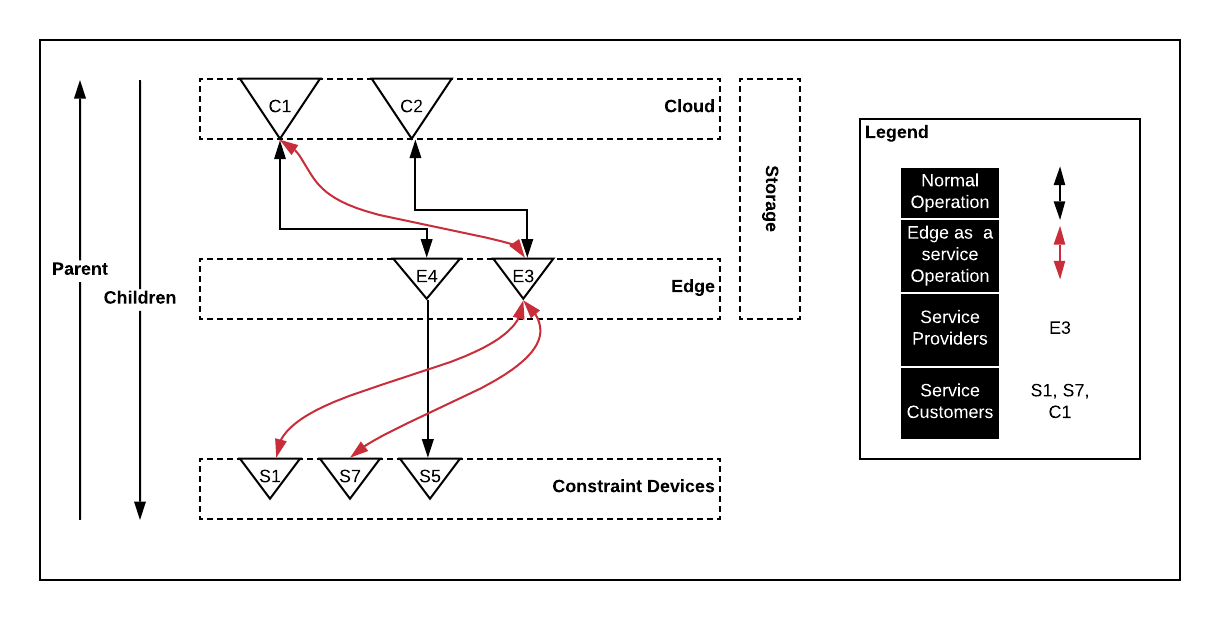 C1
C2
Cloud
Storage
Parent
Children
E4
E3
Edge
S1
S7
S5
Constraint Devices
Legend
Normal
Operation
Edge as a
service
Operation
Service
Providers
E3
Service
Customers
S1, S7,
C1